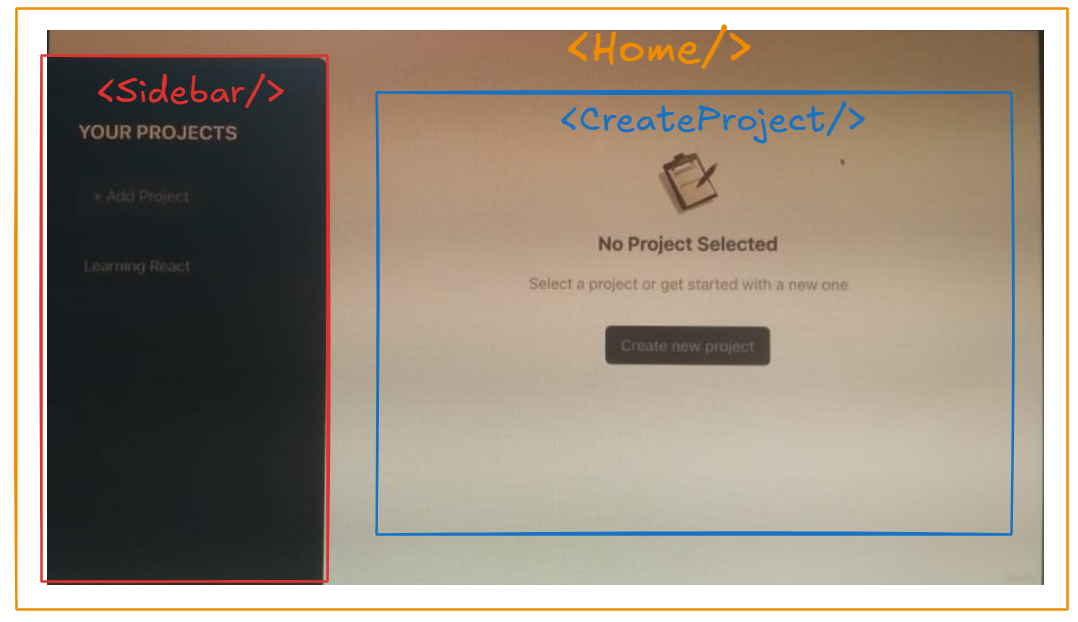 <Home/>
<Sidebar/>
YOUR PROJECTS
+ Add Project
Learning React
<CreateProject/>
No Project Selected
Select a project or get started with a new one
Create new project